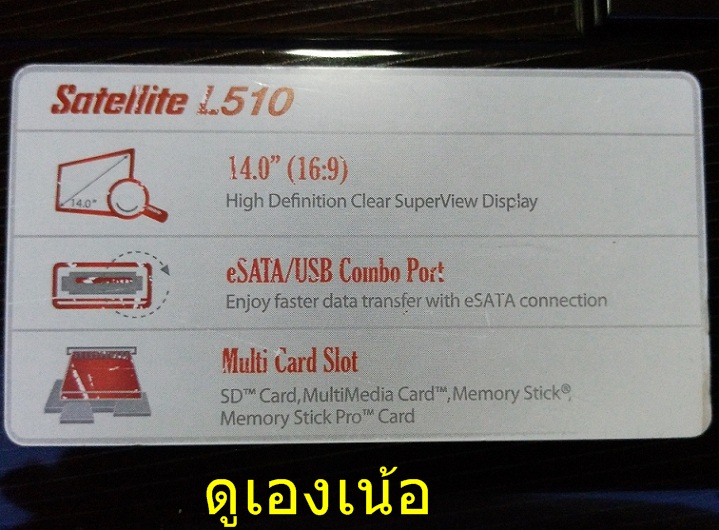 Satellite L510
14.0"
14.0" (16:9)
High Definition Clear SuperView Display
eSATA/USB Combo Port
Enjoy faster data transfer with eSATA connection
Multi Card Slot
SD™ Card, MultiMedia Card™, Memory Stick®,
Memory Stick Pro™ Card
ดูเองเน้อ